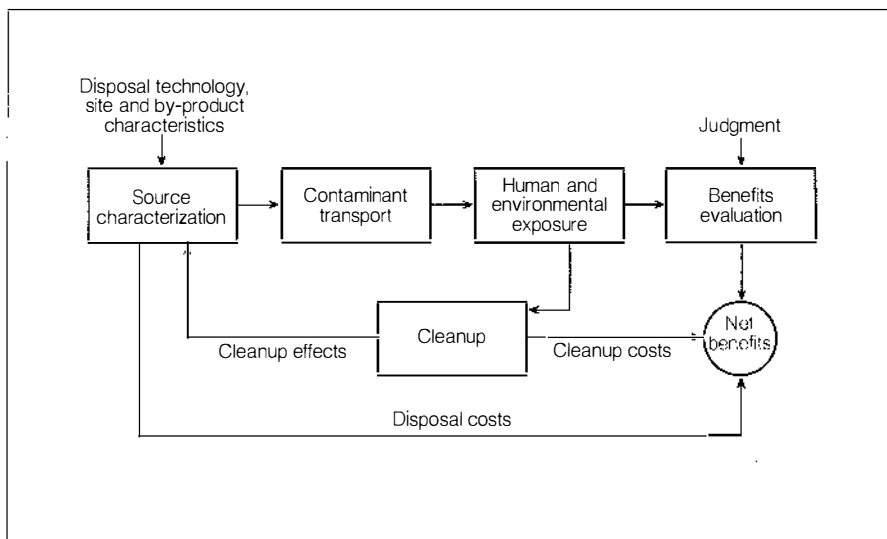 Disposal technology,
site and by-product
characteristics
Judgment
Source
characterization
Contaminant
transport
Human and
environmental
exposure
Benefits
evaluation
Cleanup effects
Cleanup
Cleanup costs
Net
benefits
Disposal costs